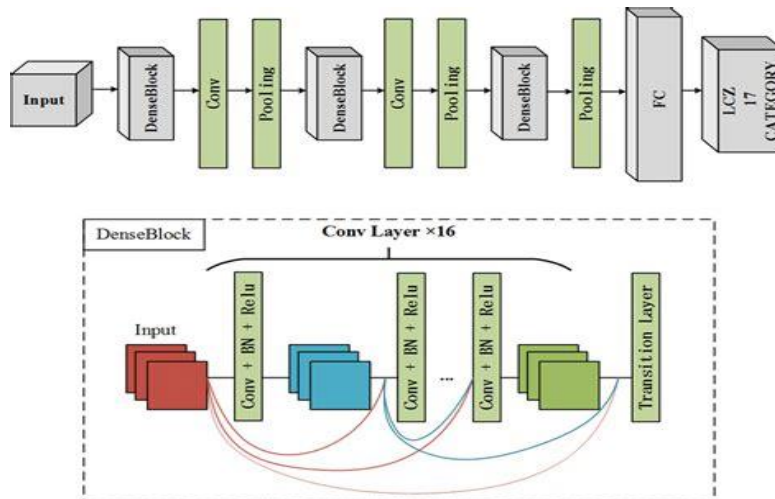 Input
DenseBlock
Conv
Pooling
DenseBlock
Conv
Pooling
DenseBlock
Pooling
FC
LCZ
17
CATEGORY
DenseBlock
Conv Layer ×16
Input
Conv + BN + Relu
Conv + BN + Relu
...
Conv + BN + Relu
Transition Layer